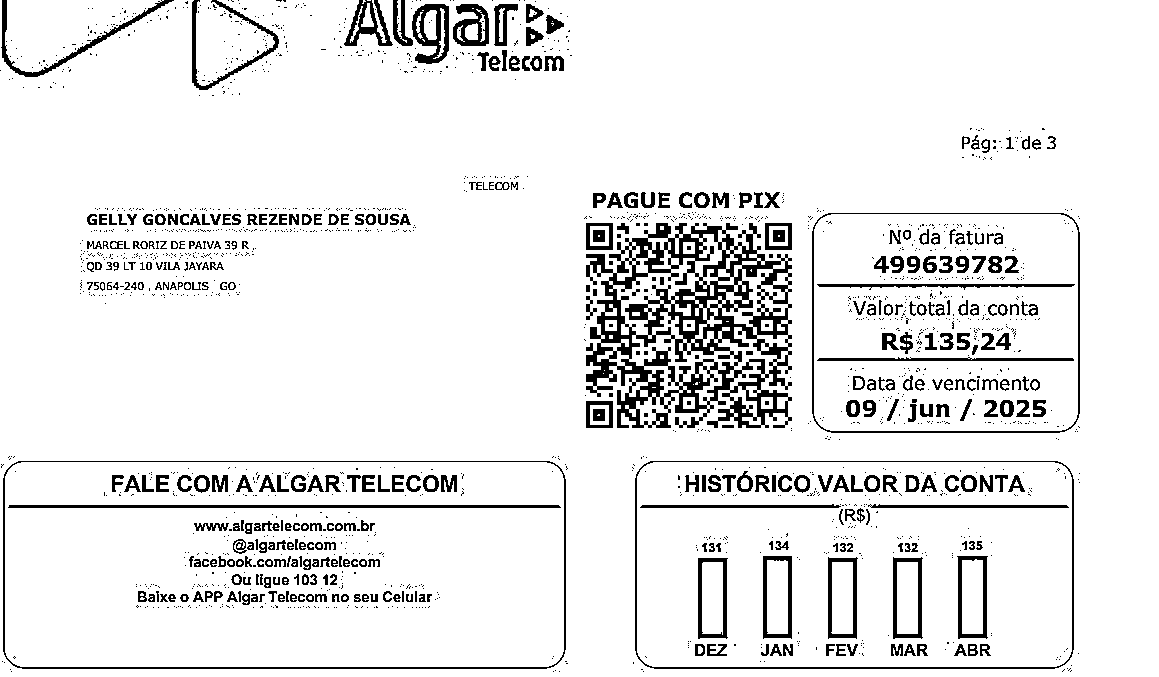 Algar
Telecom
Pág: 1 de 3
TELECOM
GELLY GONCALVES REZENDE DE SOUSA
MARCEL RORIZ DE PAIVA 39 R
QD 39 LT 10 VILA JAYARA
75064-240 , ANAPOLIS GO
PAGUE COM PIX
Nº da fatura
499639782
Valor total da conta
R$ 135,24
Data de vencimento
09 / jun / 2025
FALE COM A ALGAR TELECOM
www.algartelecom.com.br
@algartelecom
facebook.com/algartelecom
Ou ligue 103 12
Baixe o APP Algar Telecom no seu Celular
HISTÓRICO VALOR DA CONTA
(R$)
131 134 132 132 135
DEZ JAN FEV MAR ABR